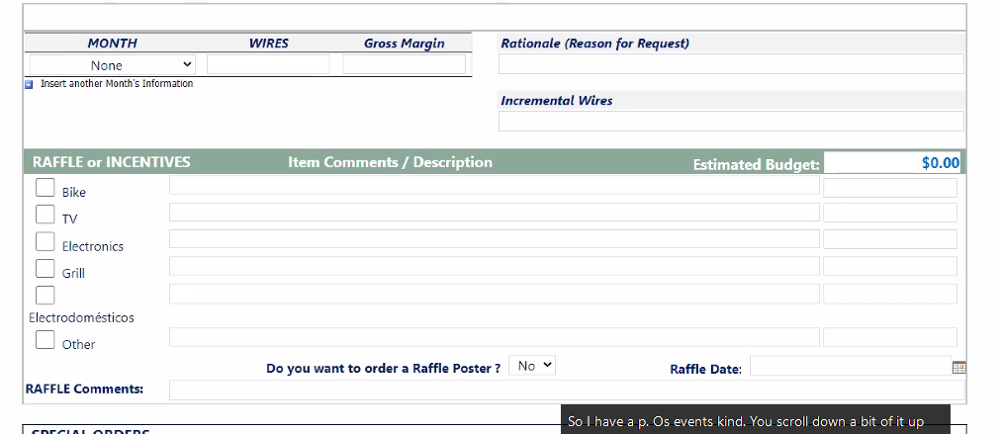 MONTH WIRES Gross Margin Rationale (Reason for Request)
None
Insert another Month's Information
Incremental Wires
RAFFLE or INCENTIVES Item Comments / Description Estimated Budget: $0.00
Bike
TV
Electronics
Grill
Electrodomésticos
Other
Do you want to order a Raffle Poster ? No Raffle Date:
RAFFLE Comments:
SPECIAL ORDERS
So I have a p. Os events kind. You scroll down a bit of it up